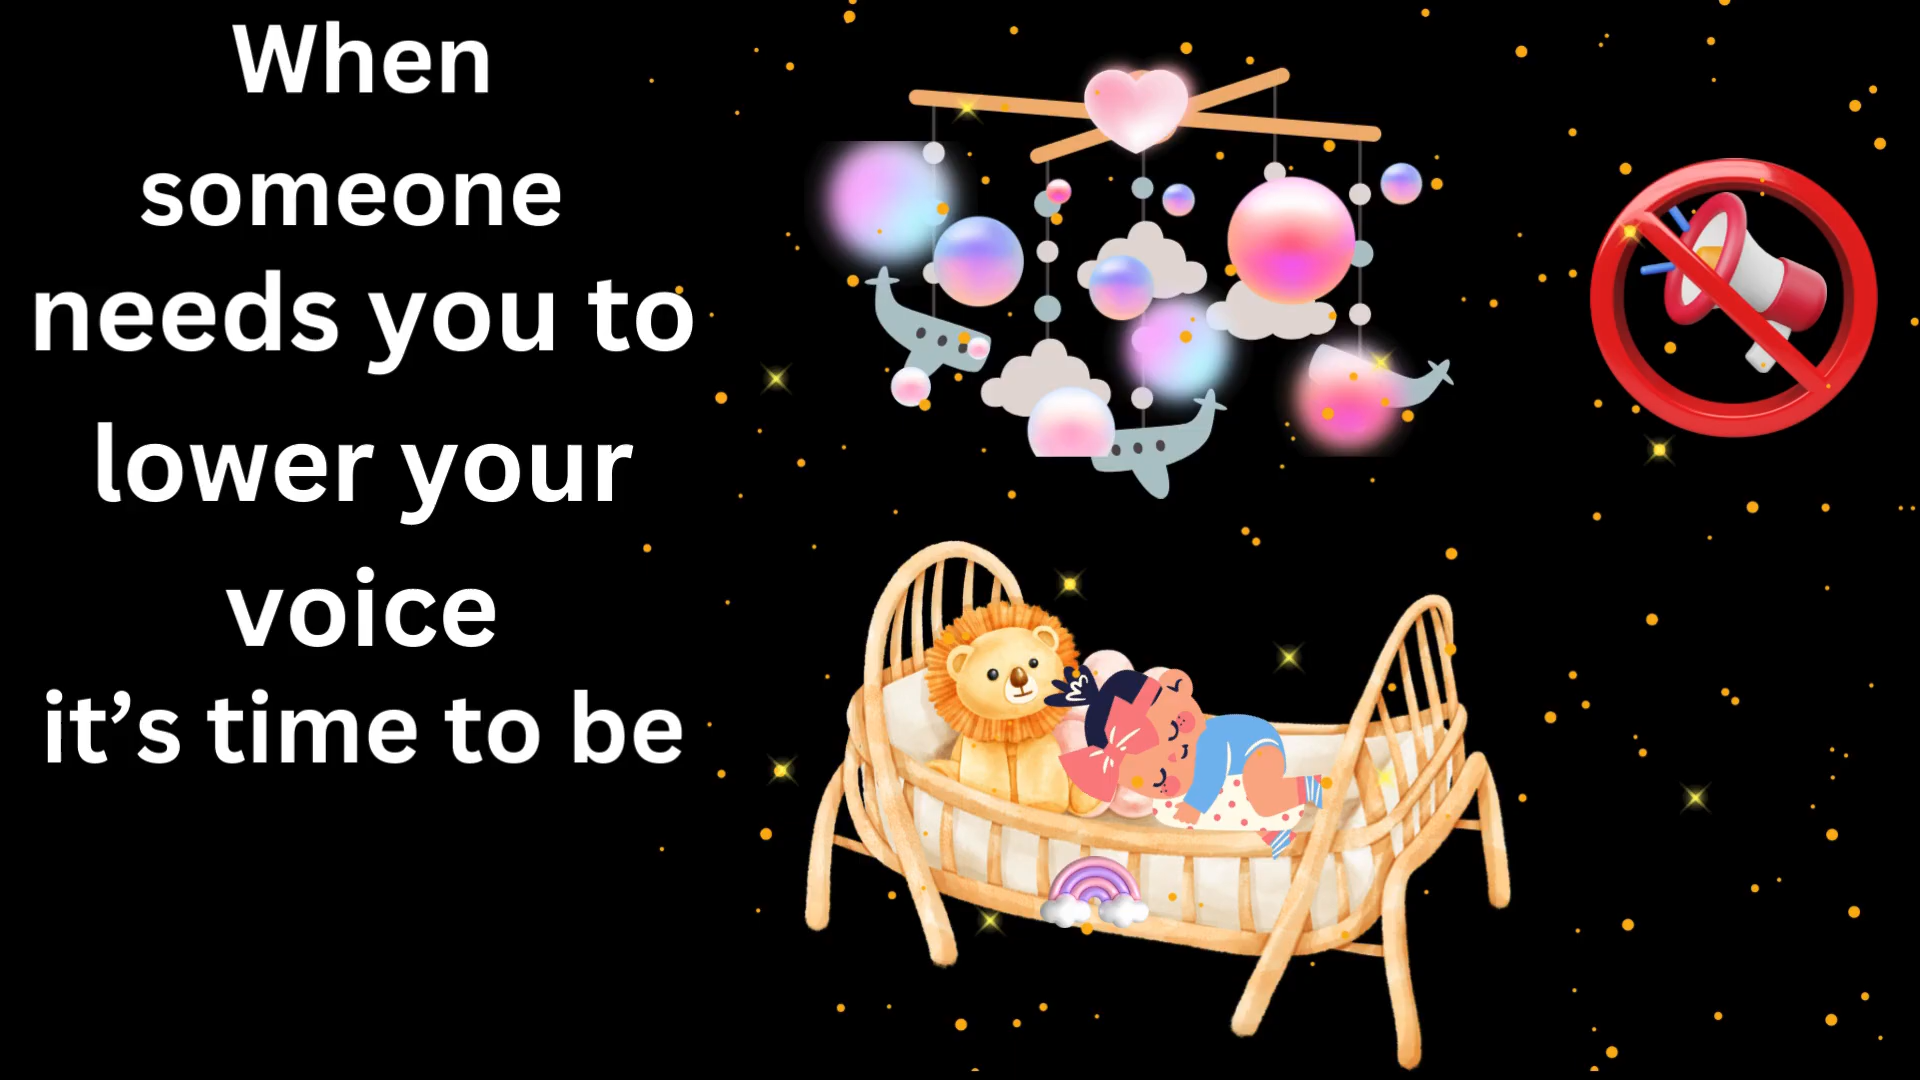 When
someone
needs you to
lower your
voice
it’s time to be